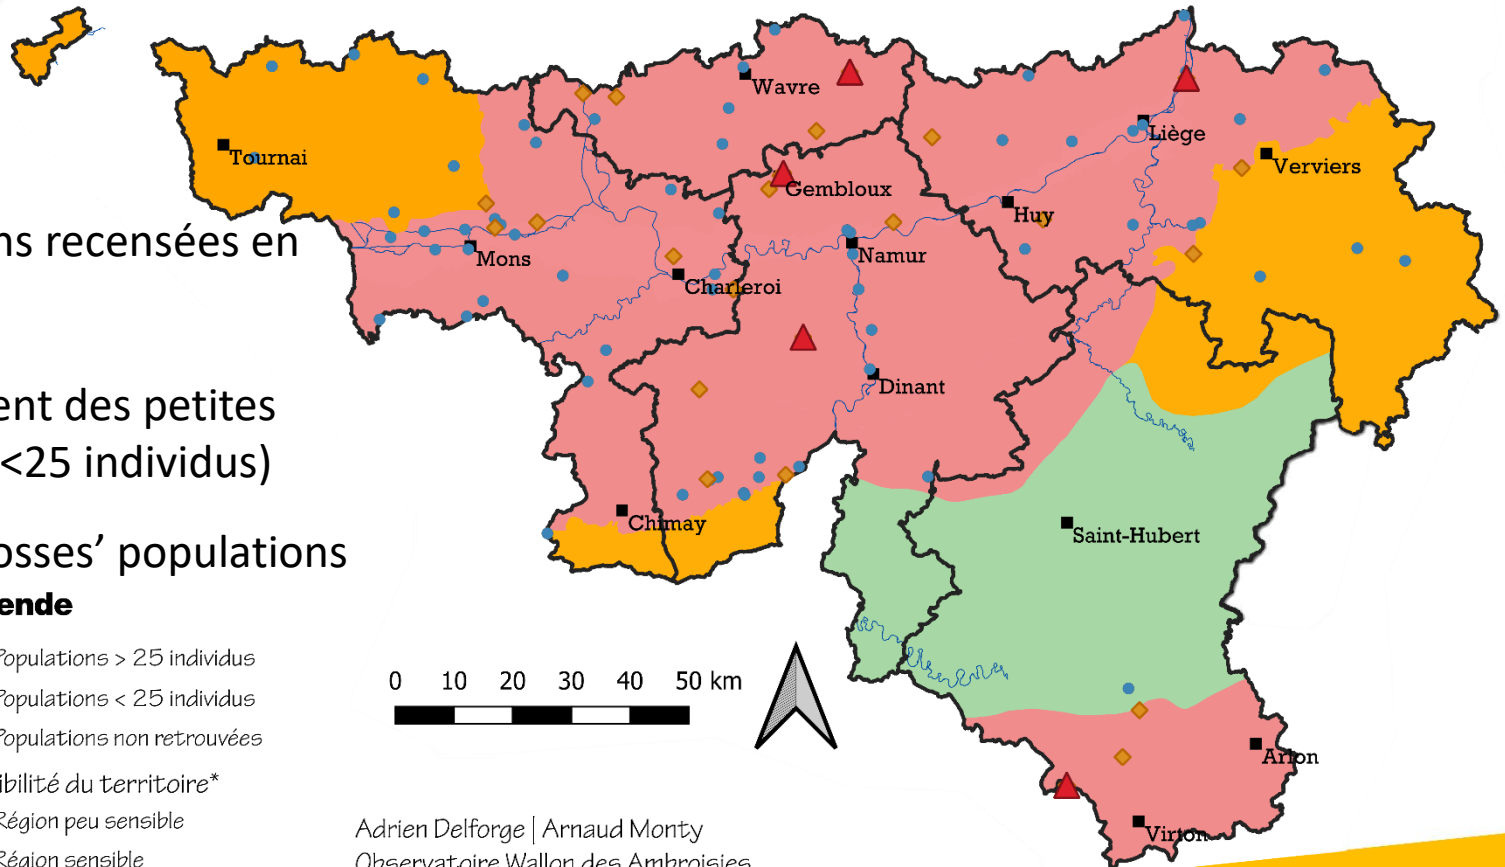 ns recensées en
ent des petites
<25 individus)
osses’ populations
ende
Populations > 25 individus
Populations < 25 individus
Populations non retrouvées
ibilité du territoire*
Région peu sensible
Région sensible
0 10 20 30 40 50 km
Adrien Delforge | Arnaud Monty
Observatoire Wallon des Ambroisies
Wavre
Tournai
Liège
Verviers
Gembloux
Huy
Mons
Namur
Charleroi
Dinant
Chimay
Saint-Hubert
Arlon
Virton